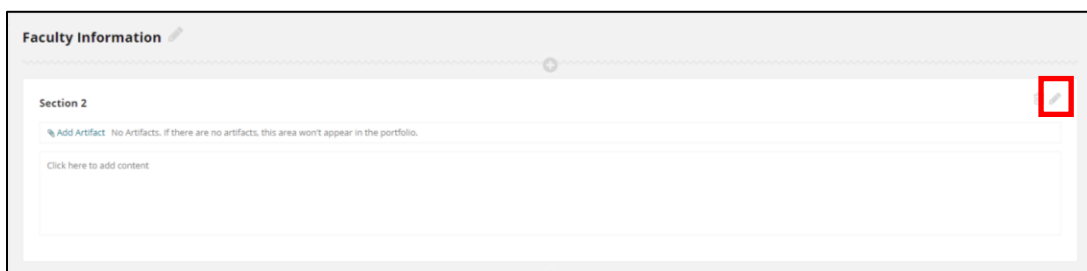 Faculty Information
Section 2
Add Artifact No Artifacts. If there are no artifacts, this area won't appear in the portfolio.
Click here to add content